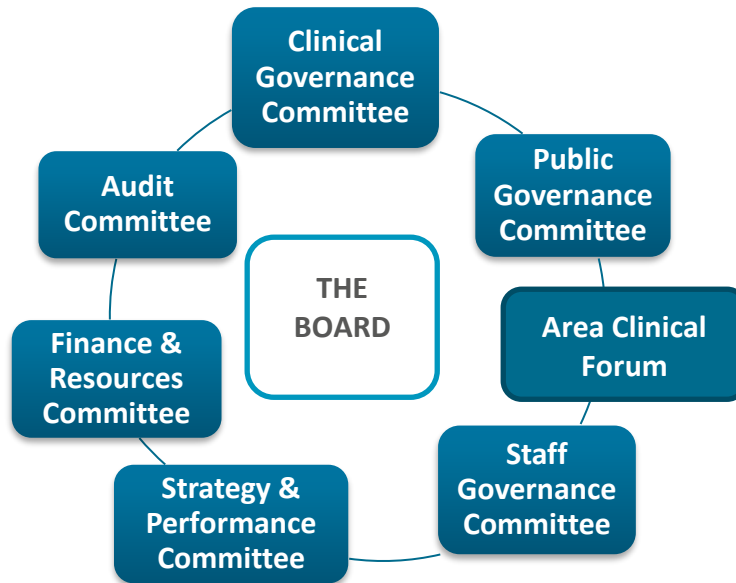 Clinical
Governance
Committee
Public
Governance
Committee
Audit
Committee
THE
BOARD
Area Clinical
Forum
Finance &
Resources
Committee
Staff
Governance
Committee
Strategy &
Performance
Committee